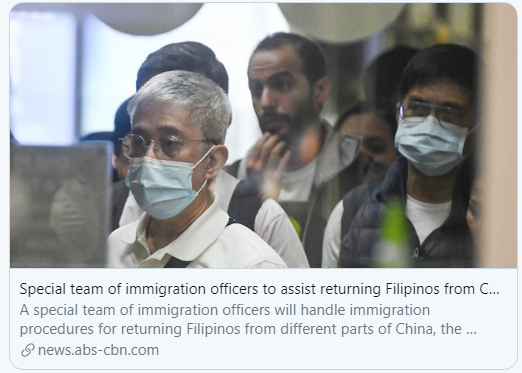 Special team of immigration officers to assist returning Filipinos from C...
A special team of immigration officers will handle immigration
procedures for returning Filipinos from different parts of China, the ...
news.abs-cbn.com